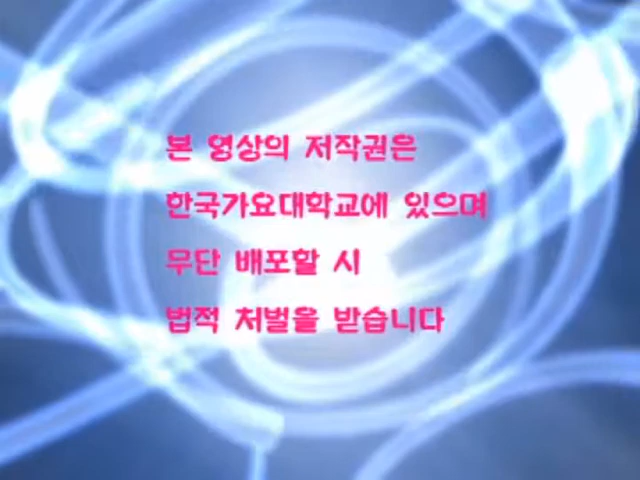 본 영상의 저작권은
한국가요대학교에 있으며
무단 배포할 시
법적 처벌을 받습니다